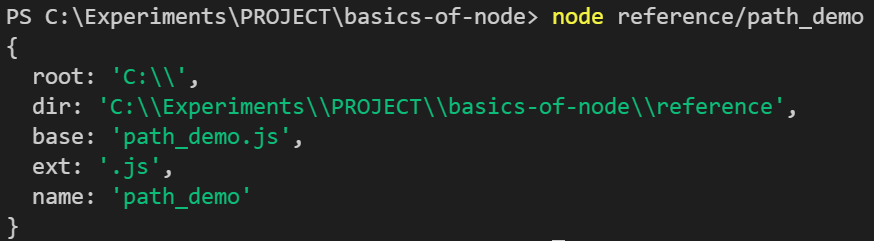 PS C:\Experiments\PROJECT\basics-of-node> node reference/path_demo
{
  root: 'C:\\',
  dir: 'C:\\Experiments\\PROJECT\\basics-of-node\\reference',
  base: 'path_demo.js',
  ext: '.js',
  name: 'path_demo'
}